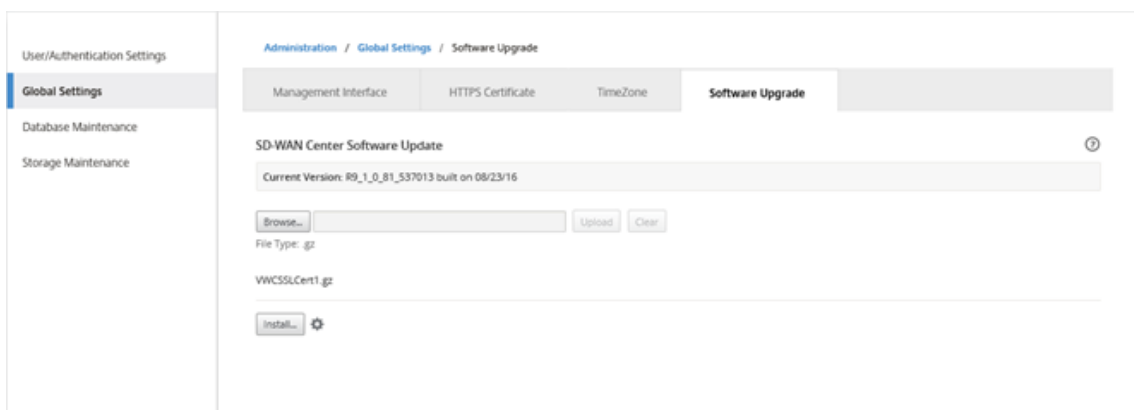 User/Authentication Settings
Global Settings
Database Maintenance
Storage Maintenance
Administration / Global Settings / Software Upgrade
Management Interface HTTPS Certificate TimeZone Software Upgrade
SD-WAN Center Software Update
Current Version: R9_1_0_81_537013 built on 08/23/16
Browse... Upload Clear
File Type: .gz
VWCSSLCert1.gz
Install...